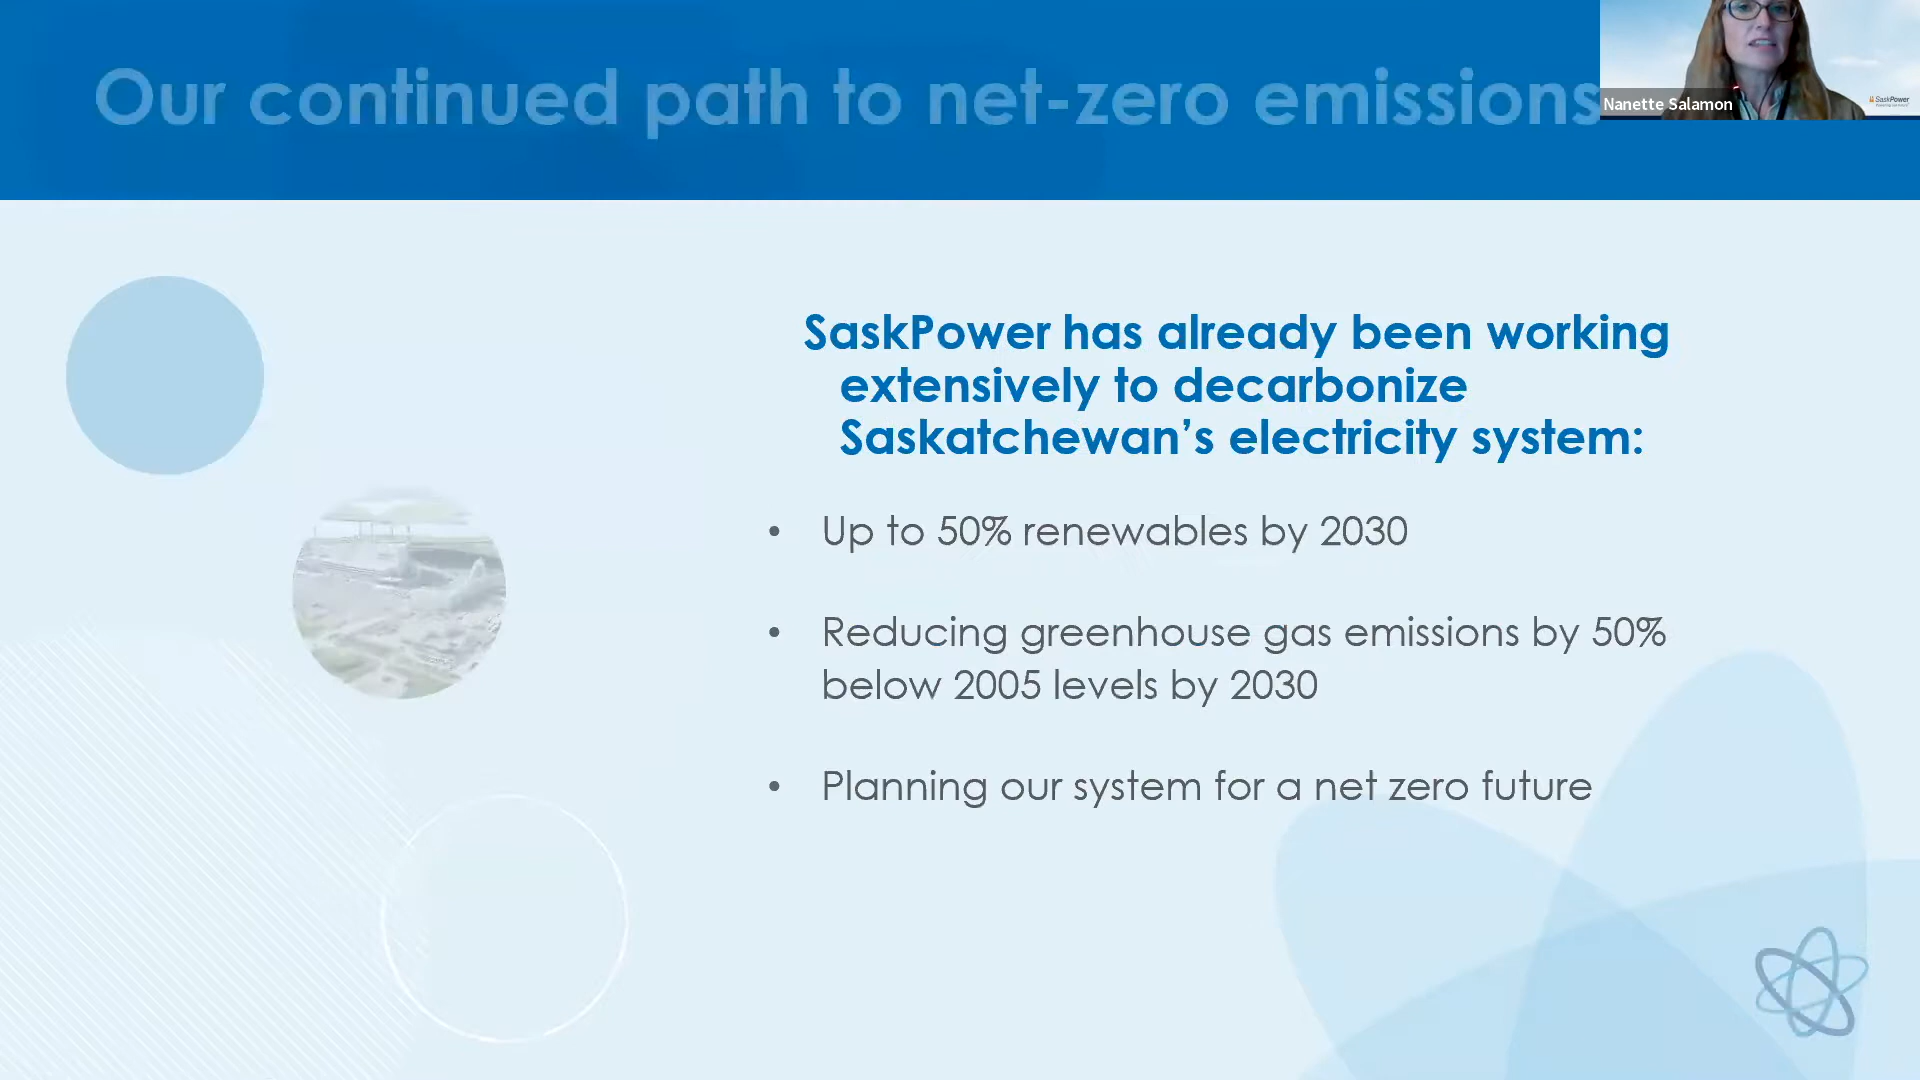 Our continued path to net-zero emissions
Nanette Salamon
SaskPower
SaskPower has already been working
extensively to decarbonize
Saskatchewan’s electricity system:
• Up to 50% renewables by 2030
• Reducing greenhouse gas emissions by 50%
below 2005 levels by 2030
• Planning our system for a net zero future